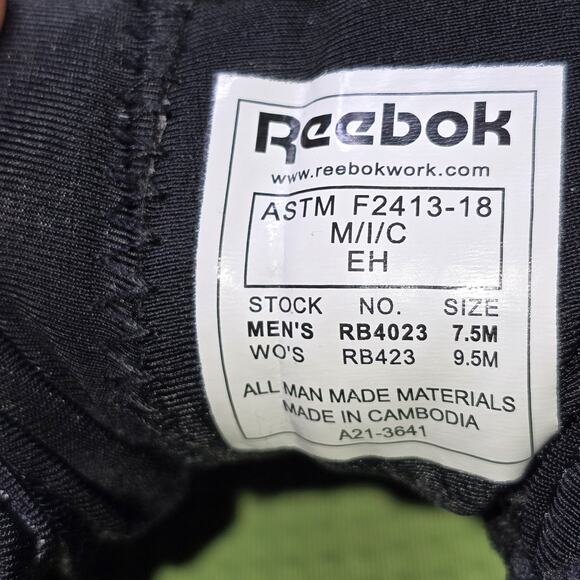 Reebok
www.reebokwork.com
ASTM F2413-18
M/I/C
EH
STOCK NO. SIZE
MEN'S RB4023 7.5M
WO'S RB423 9.5M
ALL MAN MADE MATERIALS
MADE IN CAMBODIA
A21-3641